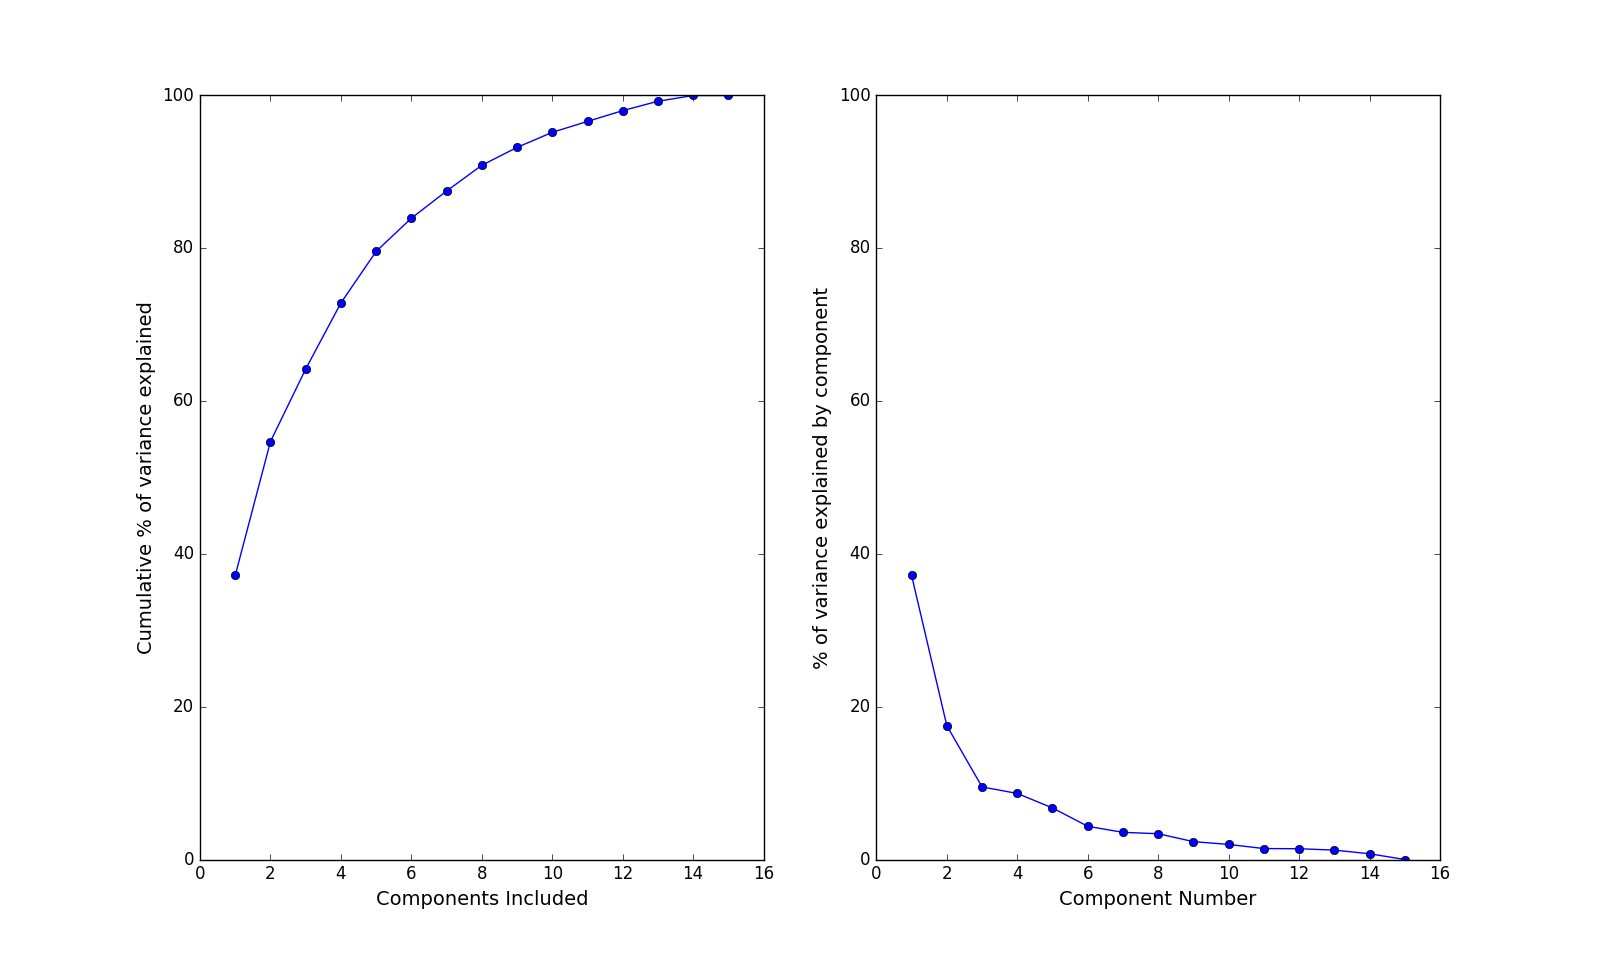 100
80
60
40
20
0
0 2 4 6 8 10 12 14 16
Components Included
Cumulative % of variance explained
100
80
60
40
20
0
0 2 4 6 8 10 12 14 16
Component Number
% of variance explained by component